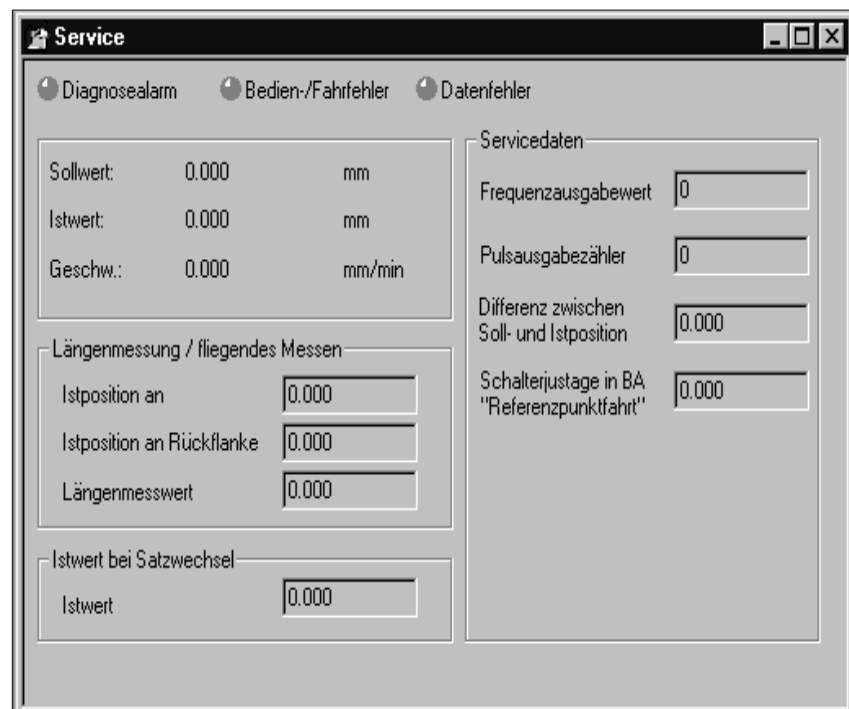 Service
Diagnosealarm Bedien-/Fahrfehler Datenfehler
Sollwert: 0.000 mm
Istwert: 0.000 mm
Geschw.: 0.000 mm/min
Längenmessung / fliegendes Messen
Istposition an 0.000
Istposition an Rückflanke 0.000
Längenmesswert 0.000
Istwert bei Satzwechsel
Istwert 0.000
Servicedaten
Frequenzausgabewert 0
Pulsausgabezähler 0
Differenz zwischen
Soll- und Istposition 0.000
Schalterjustage in BA
"Referenzpunktfahrt" 0.000